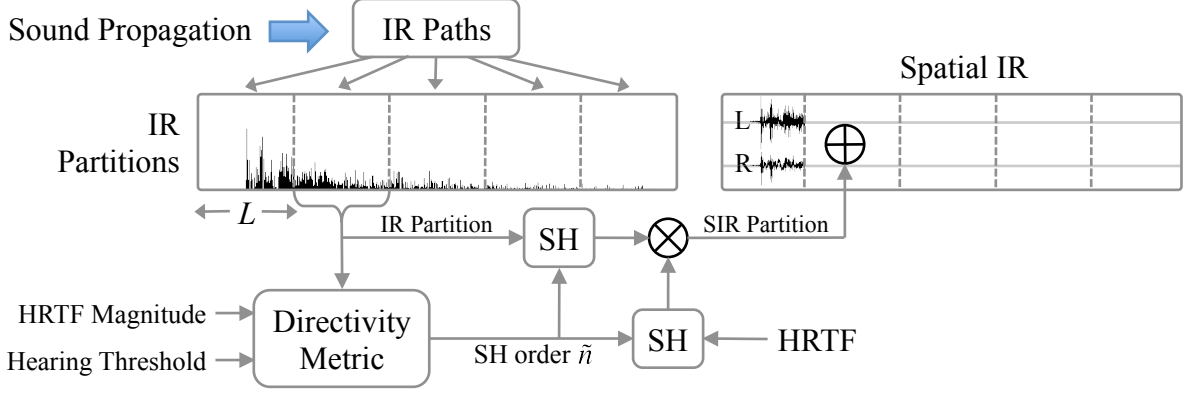 Sound Propagation
IR Paths
Spatial IR
IR
Partitions
L
R
L
IR Partition
SH
SIR Partition
HRTF Magnitude
Hearing Threshold
Directivity
Metric
SH order ñ
SH
HRTF